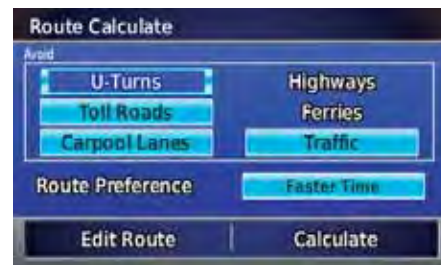 Route Calculate
Avoid
U-Turns Highways
Toll Roads Ferries
Carpool Lanes Traffic
Route Preference Faster Time
Edit Route Calculate